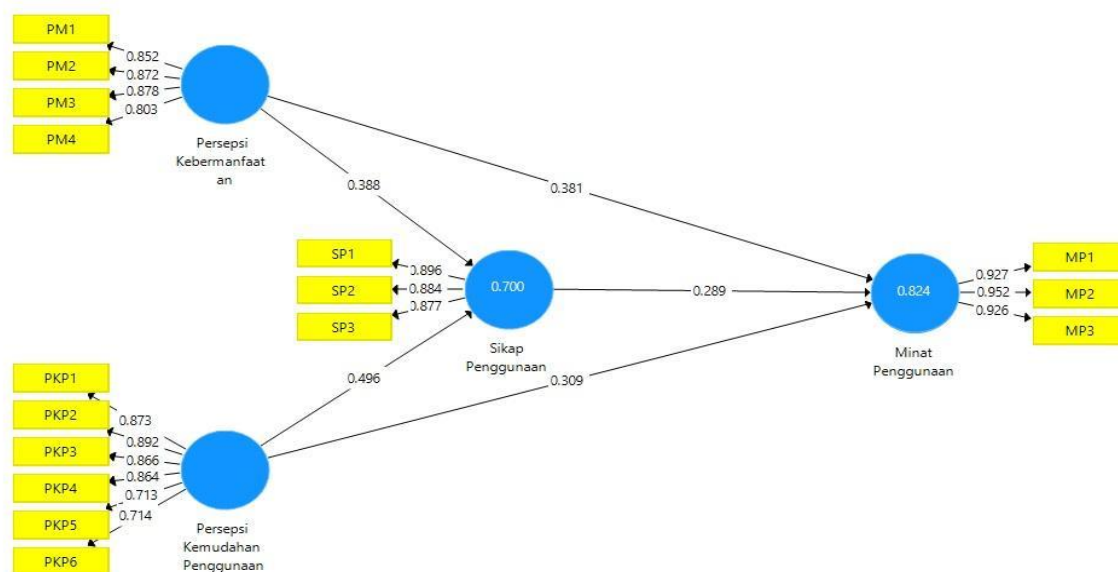 PM1
PM2
PM3
PM4
0.852
0.872
0.878
0.803
Persepsi
Kebermanfaat
an
0.388
0.381
SP1
SP2
SP3
0.896
0.884
0.877
0.700
Sikap
Penggunaan
0.289
0.824
Minat
Penggunaan
0.927
0.952
0.926
MP1
MP2
MP3
0.496
0.309
PKP1
PKP2
PKP3
PKP4
PKP5
PKP6
0.873
0.892
0.866
0.864
0.713
0.714
Persepsi
Kemudahan
Penggunaan